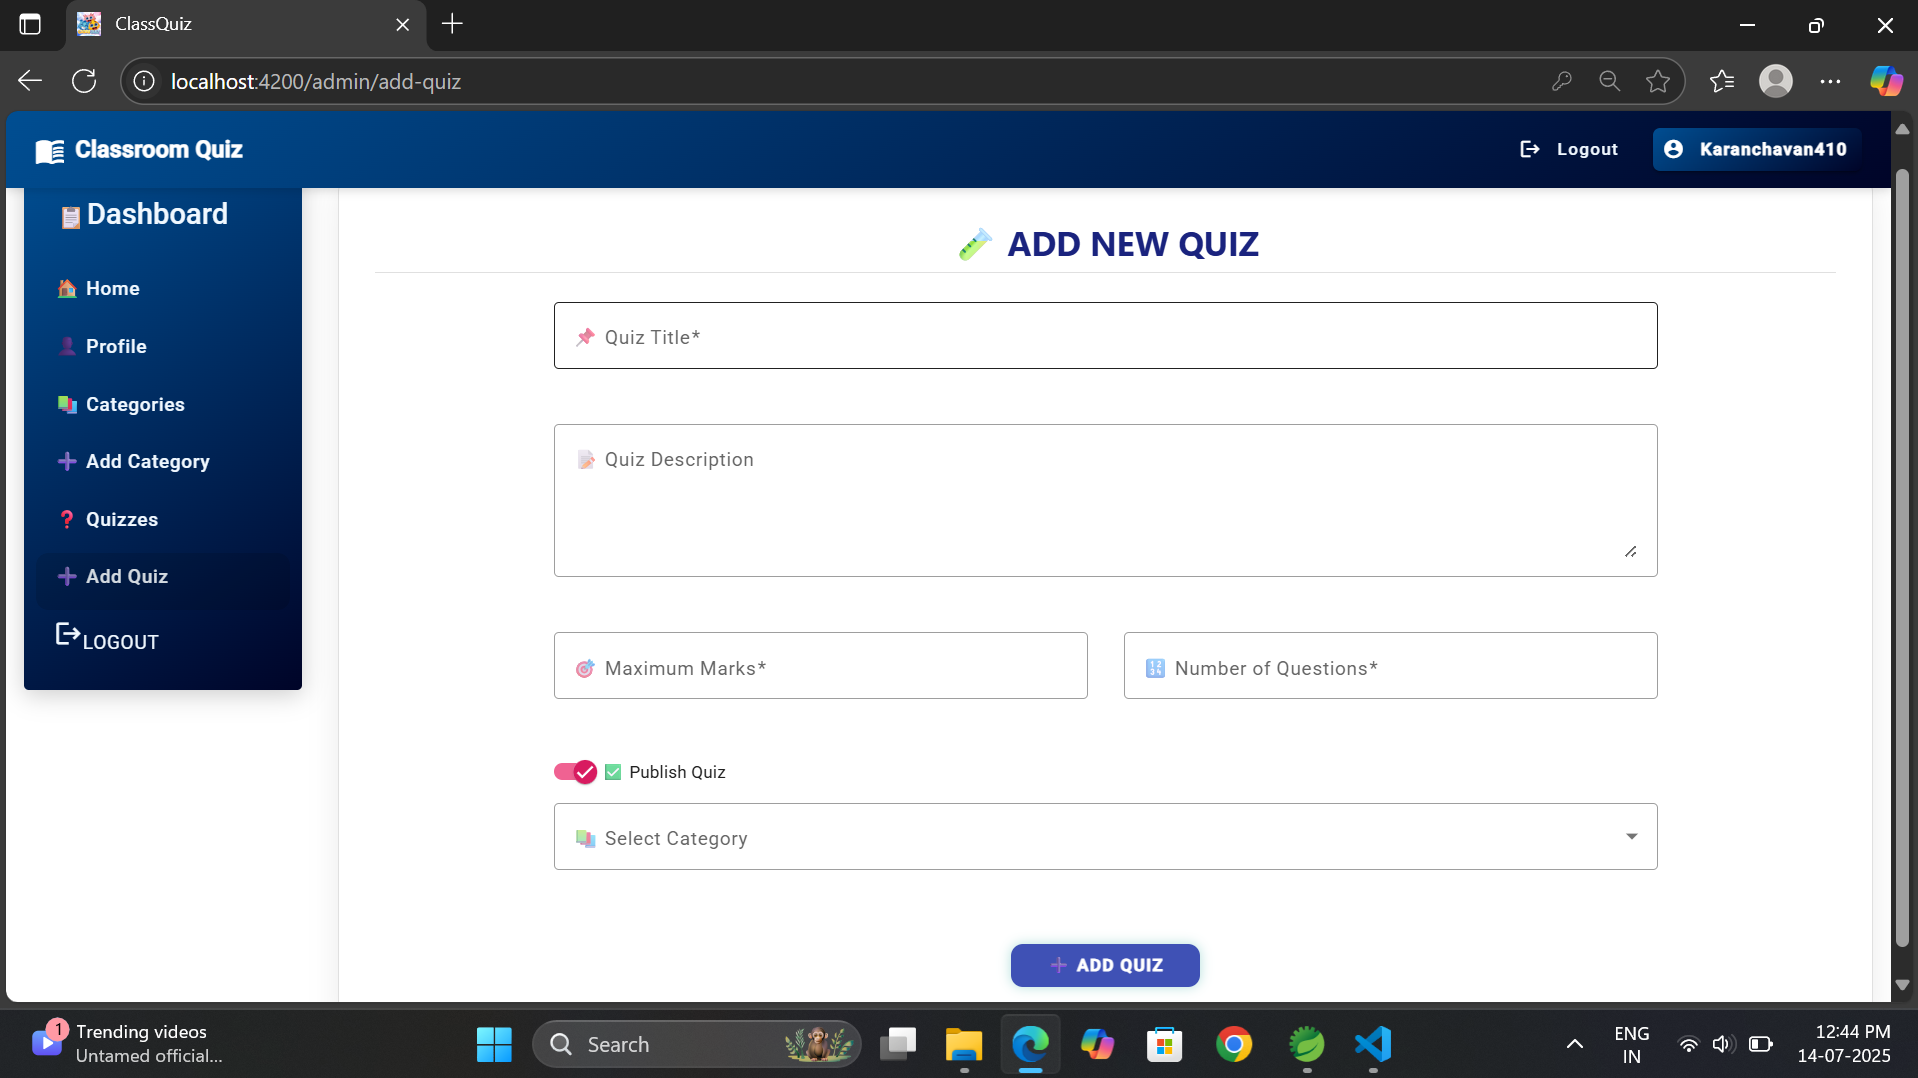 ClassQuiz
localhost:4200/admin/add-quiz
Classroom Quiz
Logout
Karanchavan410
Dashboard
Home
Profile
Categories
Add Category
Quizzes
Add Quiz
LOGOUT
ADD NEW QUIZ
Quiz Title*
Quiz Description
Maximum Marks*
Number of Questions*
Publish Quiz
Select Category
ADD QUIZ
1
Trending videos
Untamed official...
Search
ENG
IN
12:44 PM
14-07-2025